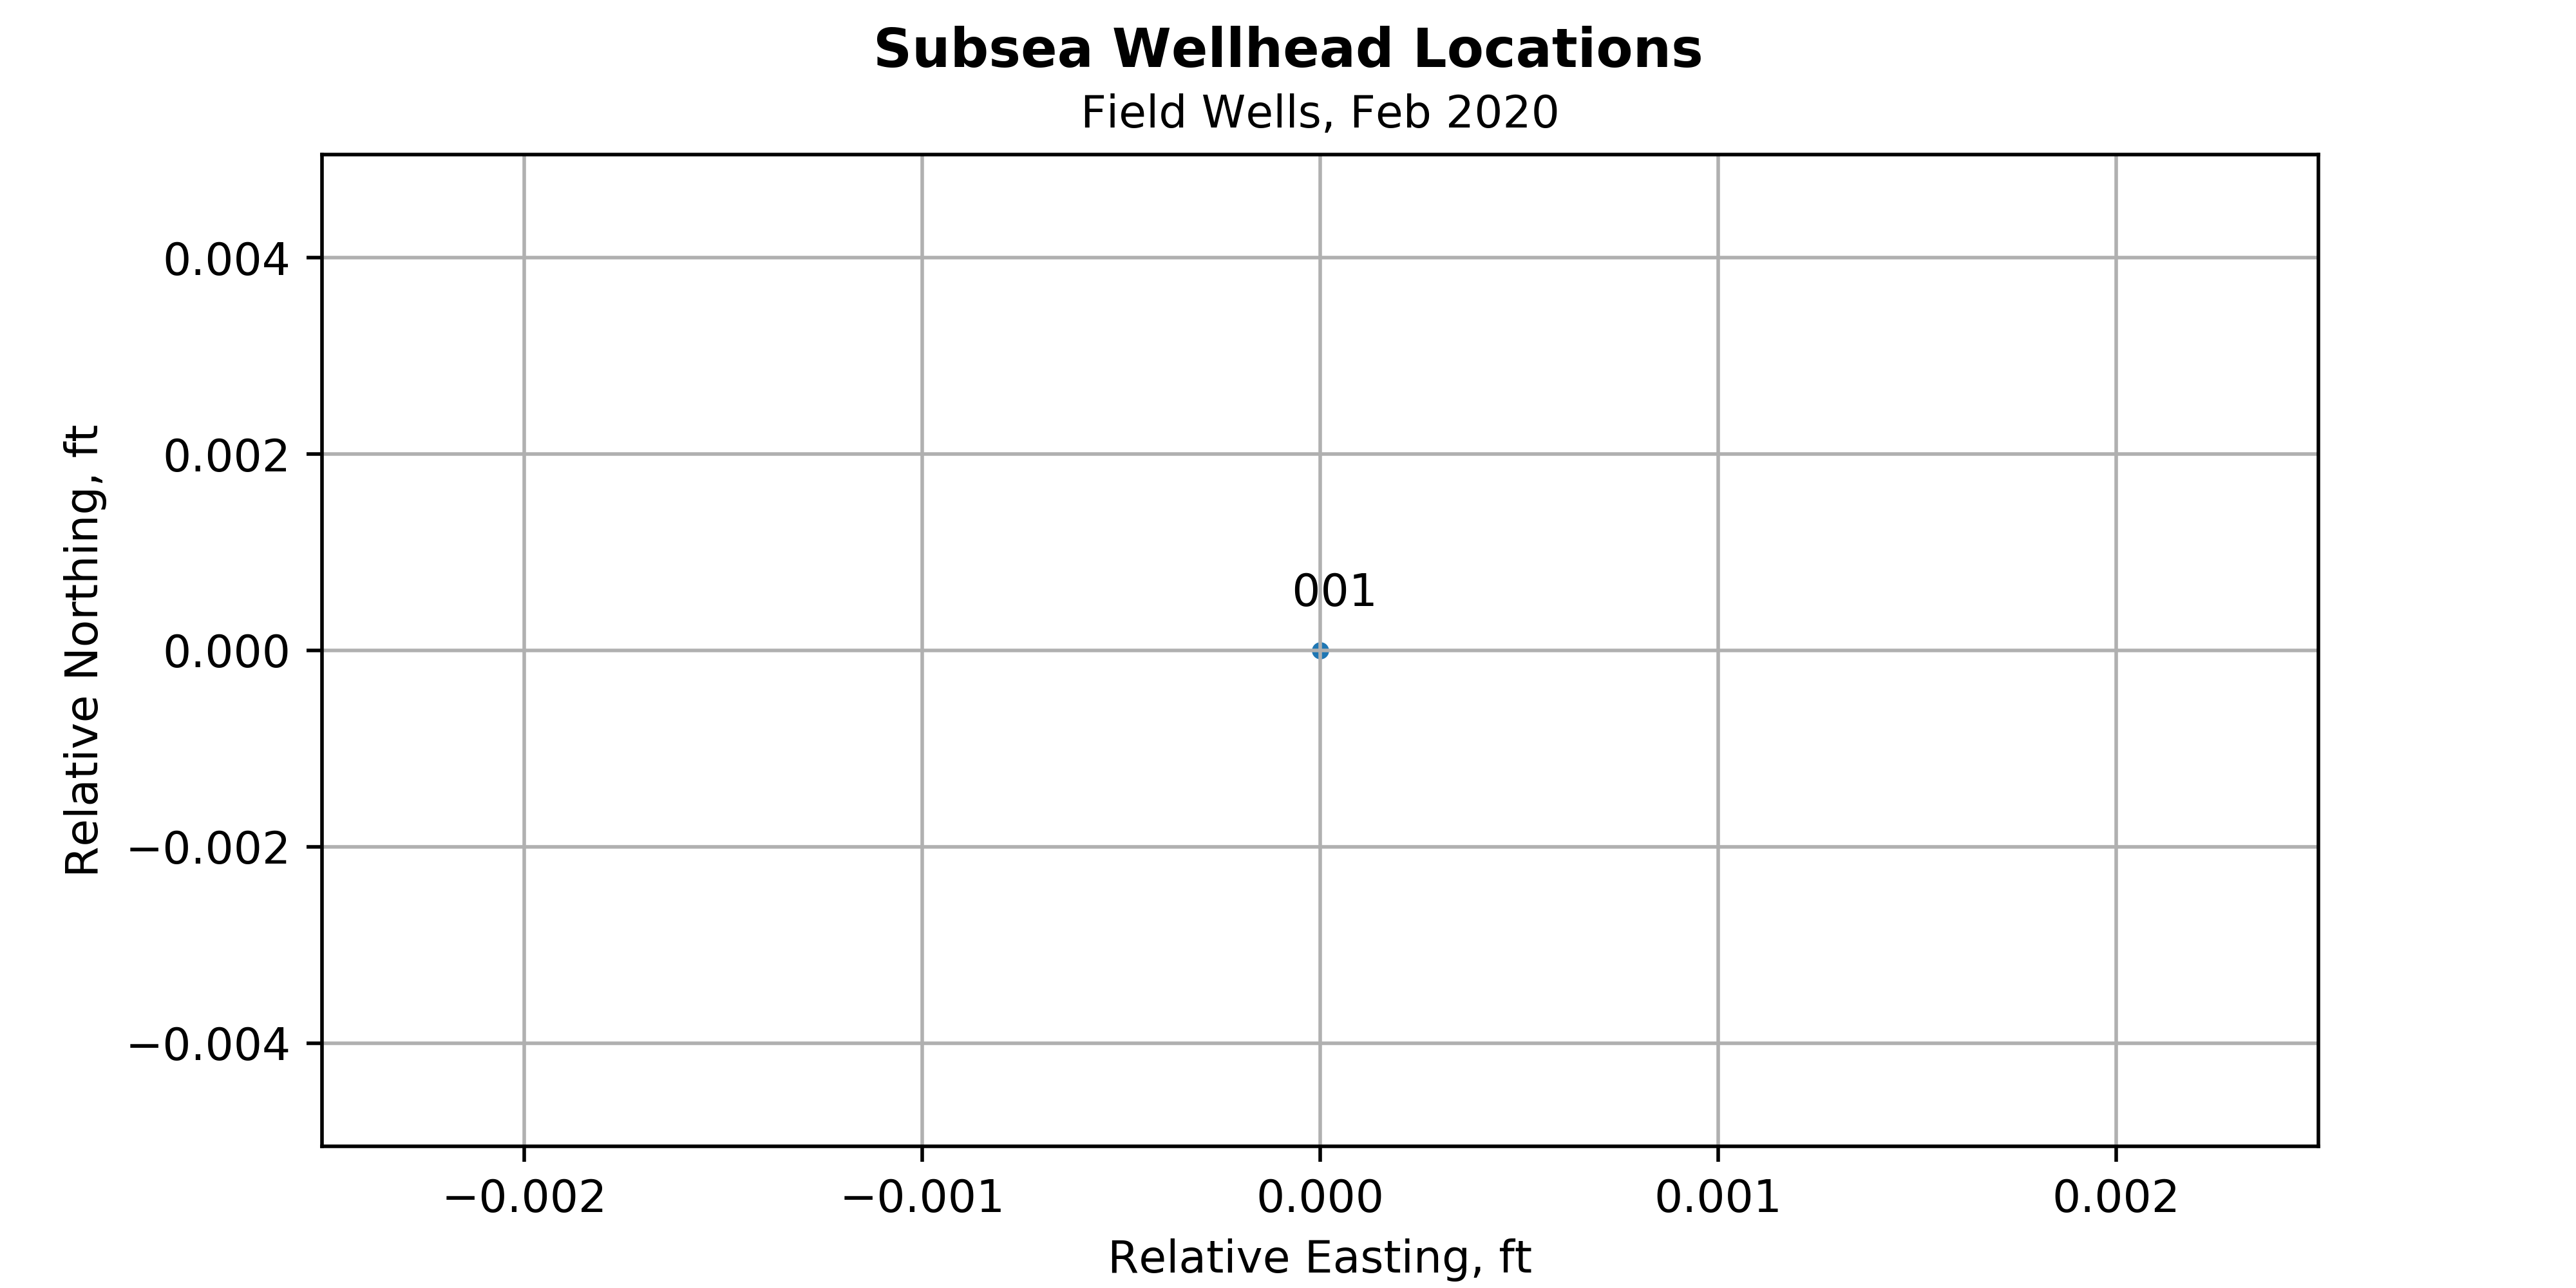 Subsea Wellhead Locations
Field Wells, Feb 2020
Relative Northing, ft
0.004
0.002
0.000
−0.002
−0.004
001
−0.002
−0.001
0.000
0.001
0.002
Relative Easting, ft